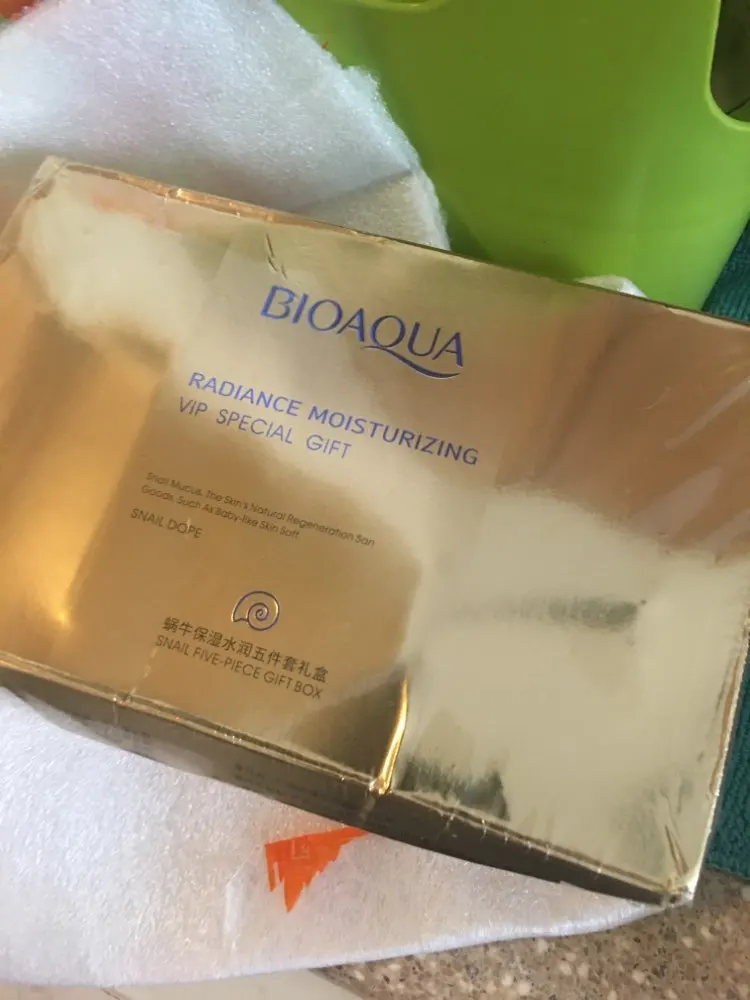 BIOAQUA
RADIANCE MOISTURIZING
VIP SPECIAL GIFT
Snail Mucus, The Skin's Natural Regeneration San
Goods, Such As Baby-like Skin Soft
SNAIL DOPE
蜗牛保湿水润五件套礼盒
SNAIL FIVE-PIECE GIFT BOX